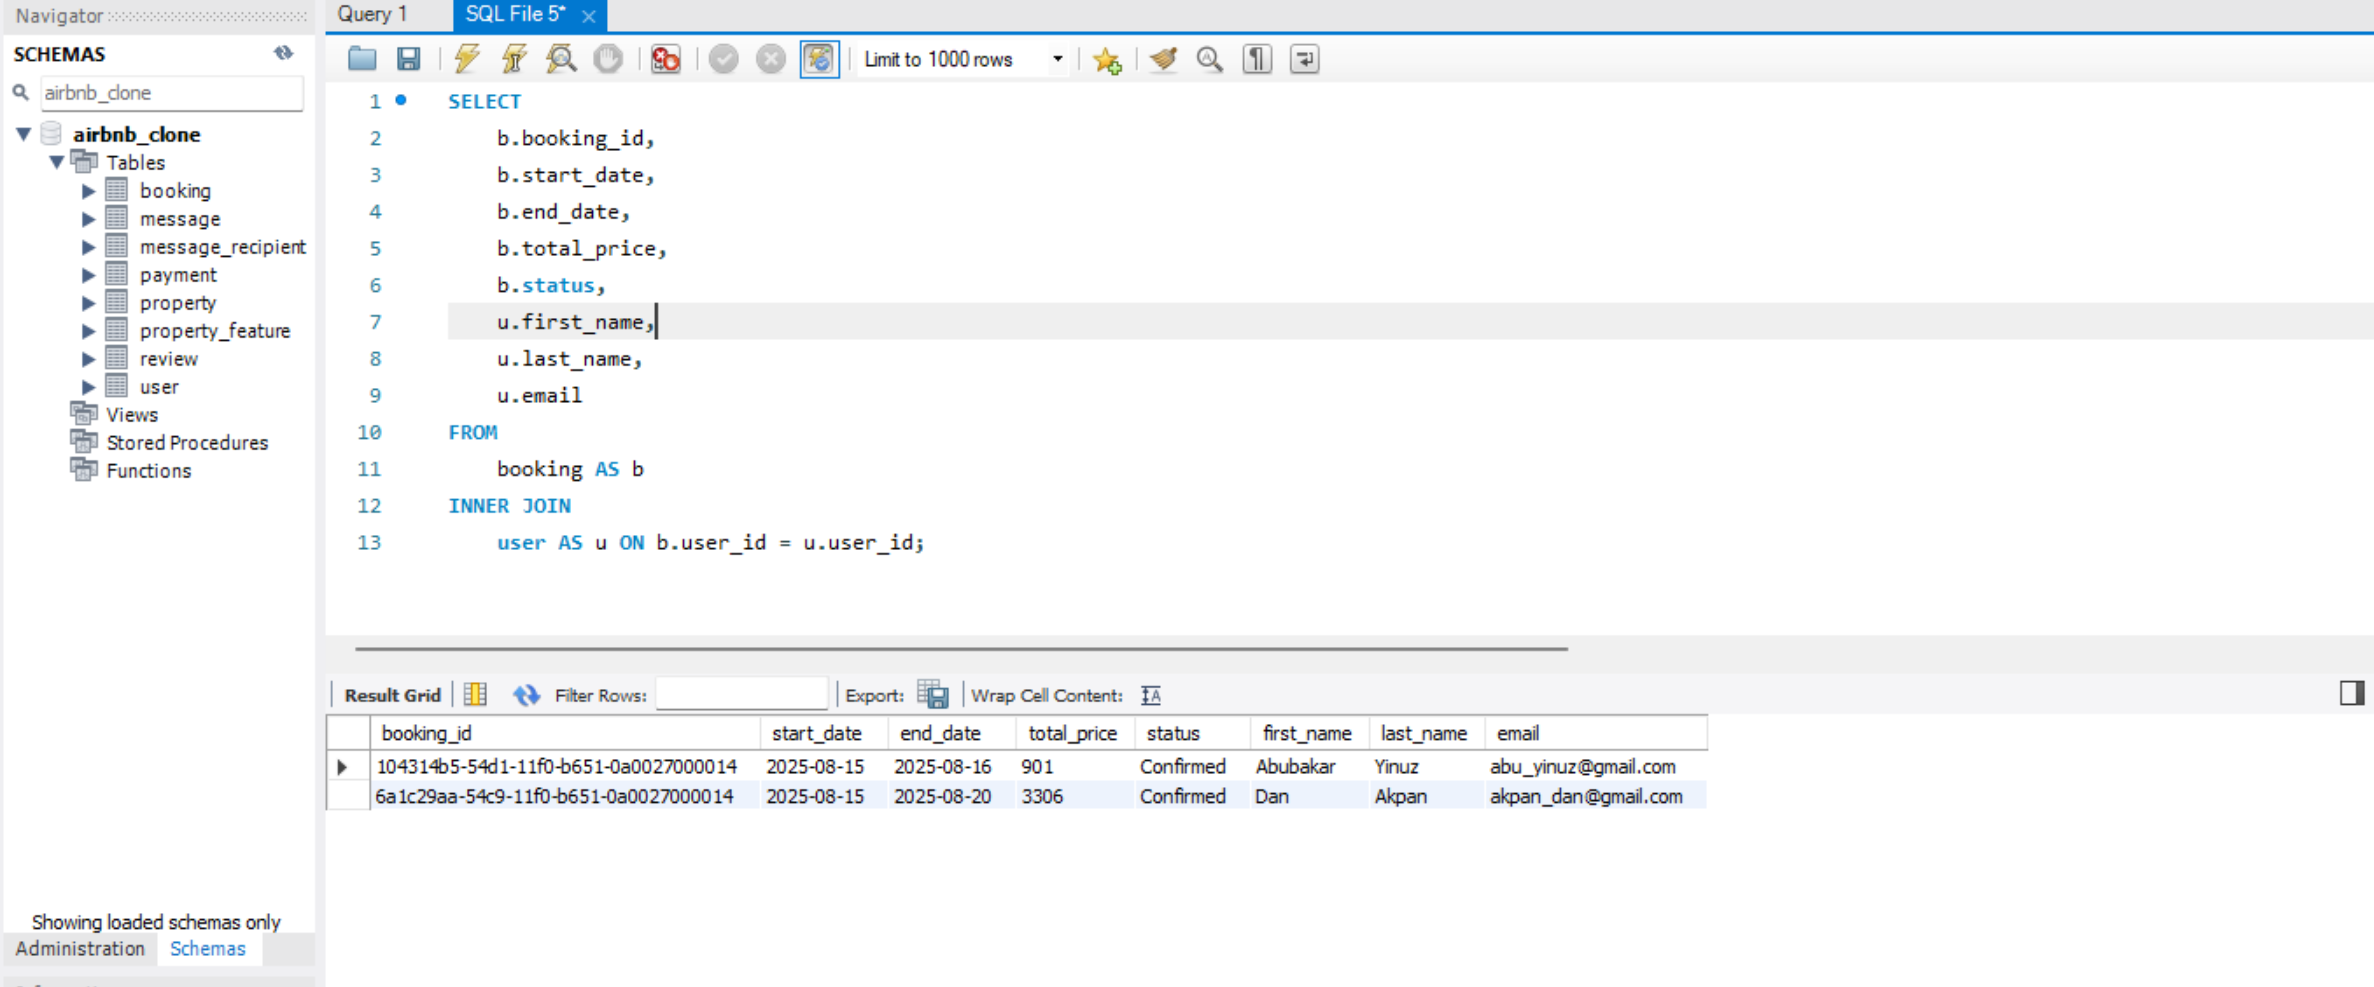 Navigator
Query 1
SQL File 5*
SCHEMAS
Limit to 1000 rows
airbnb_clone
airbnb_clone
Tables
booking
message
message_recipient
payment
property
property_feature
review
user
Views
Stored Procedures
Functions
1 SELECT
2 b.booking_id,
3 b.start_date,
4 b.end_date,
5 b.total_price,
6 b.status,
7 u.first_name,
8 u.last_name,
9 u.email
10 FROM
11 booking AS b
12 INNER JOIN
13 user AS u ON b.user_id = u.user_id;
Result Grid Filter Rows: Export: Wrap Cell Content:
booking_id start_date end_date total_price status first_name last_name email
104314b5-54d1-11f0-b651-0a0027000014 2025-08-15 2025-08-16 901 Confirmed Abubakar Yinuz abu_yinuz@gmail.com
6a1c29aa-54c9-11f0-b651-0a0027000014 2025-08-15 2025-08-20 3306 Confirmed Dan Akpan akpan_dan@gmail.com
Showing loaded schemas only
Administration Schemas